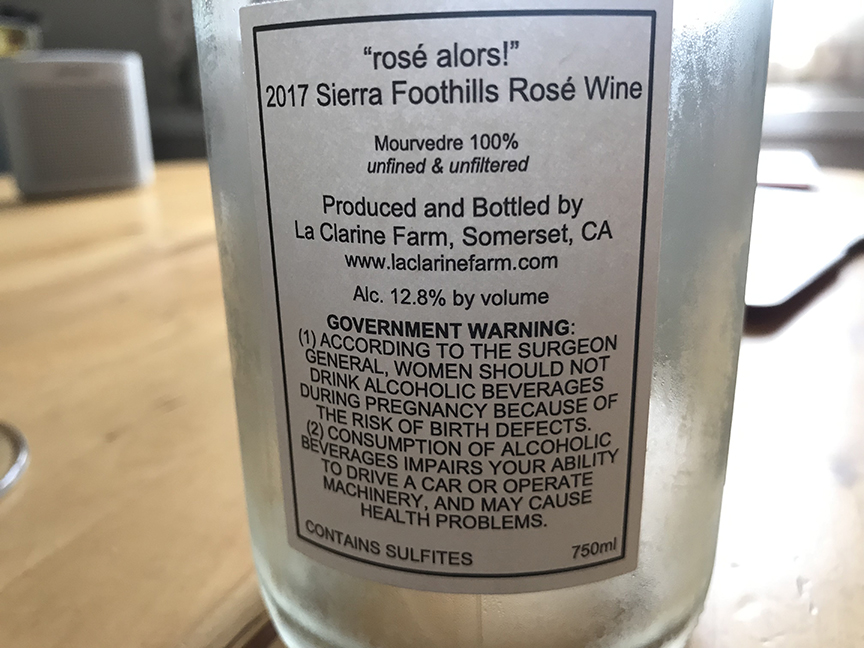 “rosé alors!”
2017 Sierra Foothills Rosé Wine
Mourvedre 100%
unfined & unfiltered
Produced and Bottled by
La Clarine Farm, Somerset, CA
www.laclarinefarm.com
Alc. 12.8% by volume
GOVERNMENT WARNING:
(1) ACCORDING TO THE SURGEON
GENERAL, WOMEN SHOULD NOT
DRINK ALCOHOLIC BEVERAGES
DURING PREGNANCY BECAUSE OF
THE RISK OF BIRTH DEFECTS.
(2) CONSUMPTION OF ALCOHOLIC
BEVERAGES IMPAIRS YOUR ABILITY
TO DRIVE A CAR OR OPERATE
MACHINERY, AND MAY CAUSE
HEALTH PROBLEMS.
CONTAINS SULFITES
750ml